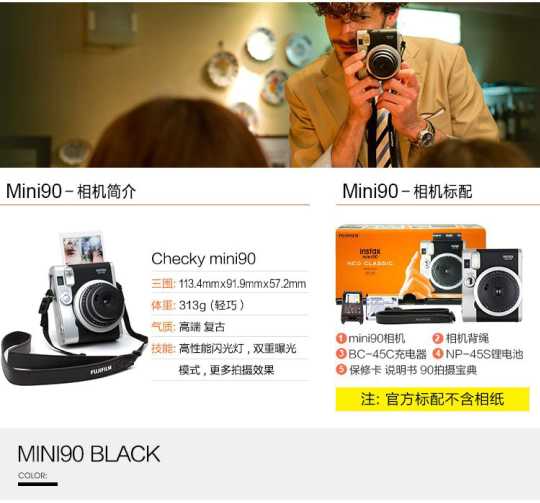 Mini90 – 相机简介
Mini90 – 相机标配
Checky mini90
三围: 113.4mmx91.9mmx57.2mm
体重: 313g (轻巧)
气质: 高端 复古
技能: 高性能闪光灯 , 双重曝光
模式 , 更多拍摄效果
FUJIFILM
FUJIFILM
instax
mini90
NEO CLASSIC
1 mini90相机
2 相机背绳
3 BC-45C充电器
4 NP-45S锂电池
5 保修卡 说明书 90拍摄宝典
注: 官方标配不含相纸
MINI90 BLACK
COLOR: